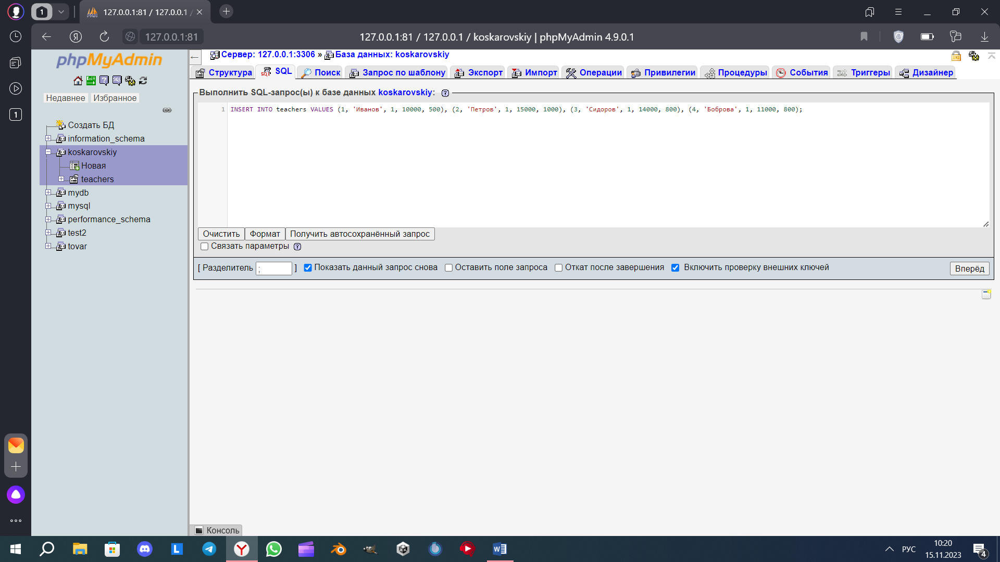 1
127.0.0.1:81 / 127.0.0.1 /
Я
127.0.0.1:81
127.0.0.1:81 / 127.0.0.1 / koskarovskiy | phpMyAdmin 4.9.0.1
1
phpMyAdmin
Недавнее Избранное
Создать БД
information_schema
koskarovskiy
Новая
teachers
mydb
mysql
performance_schema
test2
tovar
Сервер: 127.0.0.1:3306 » База данных: koskarovskiy
Структура SQL Поиск Запрос по шаблону Экспорт Импорт Операции Привилегии Процедуры События Триггеры Дизайнер
Выполнить SQL-запрос(ы) к базе данных koskarovskiy:
1 INSERT INTO teachers VALUES (1, 'Иванов', 1, 10000, 500), (2, 'Петров', 1, 15000, 1000), (3, 'Сидоров', 1, 14000, 800), (4, 'Боброва', 1, 11000, 800);
Очистить Формат Получить автосохранённый запрос
Связать параметры
[ Разделитель ; ] Показать данный запрос снова Оставить поле запроса Откат после завершения Включить проверку внешних ключей Вперёд
Консоль
РУС
10:20
15.11.2023
4